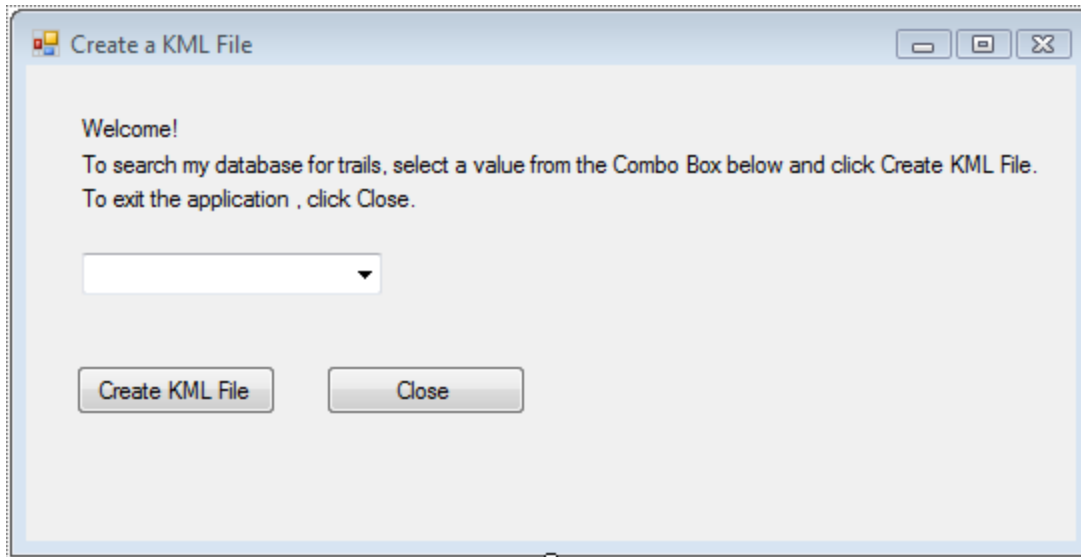 Create a KML File
Welcome!
To search my database for trails, select a value from the Combo Box below and click Create KML File.
To exit the application , click Close.
Create KML File
Close